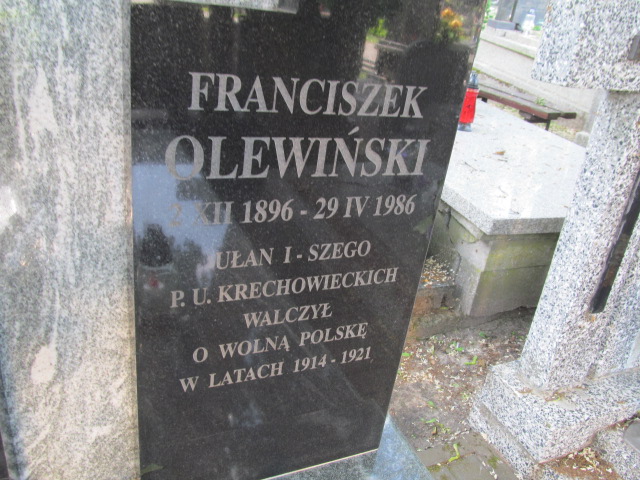 FRANCISZEK
OLEWIŃSKI
2 XII 1896 - 29 IV 1986
UŁAN I - SZEGO
P. U. KRECHOWIECKICH
WALCZYŁ
O WOLNĄ POLSKĘ
W LATACH 1914 - 1921